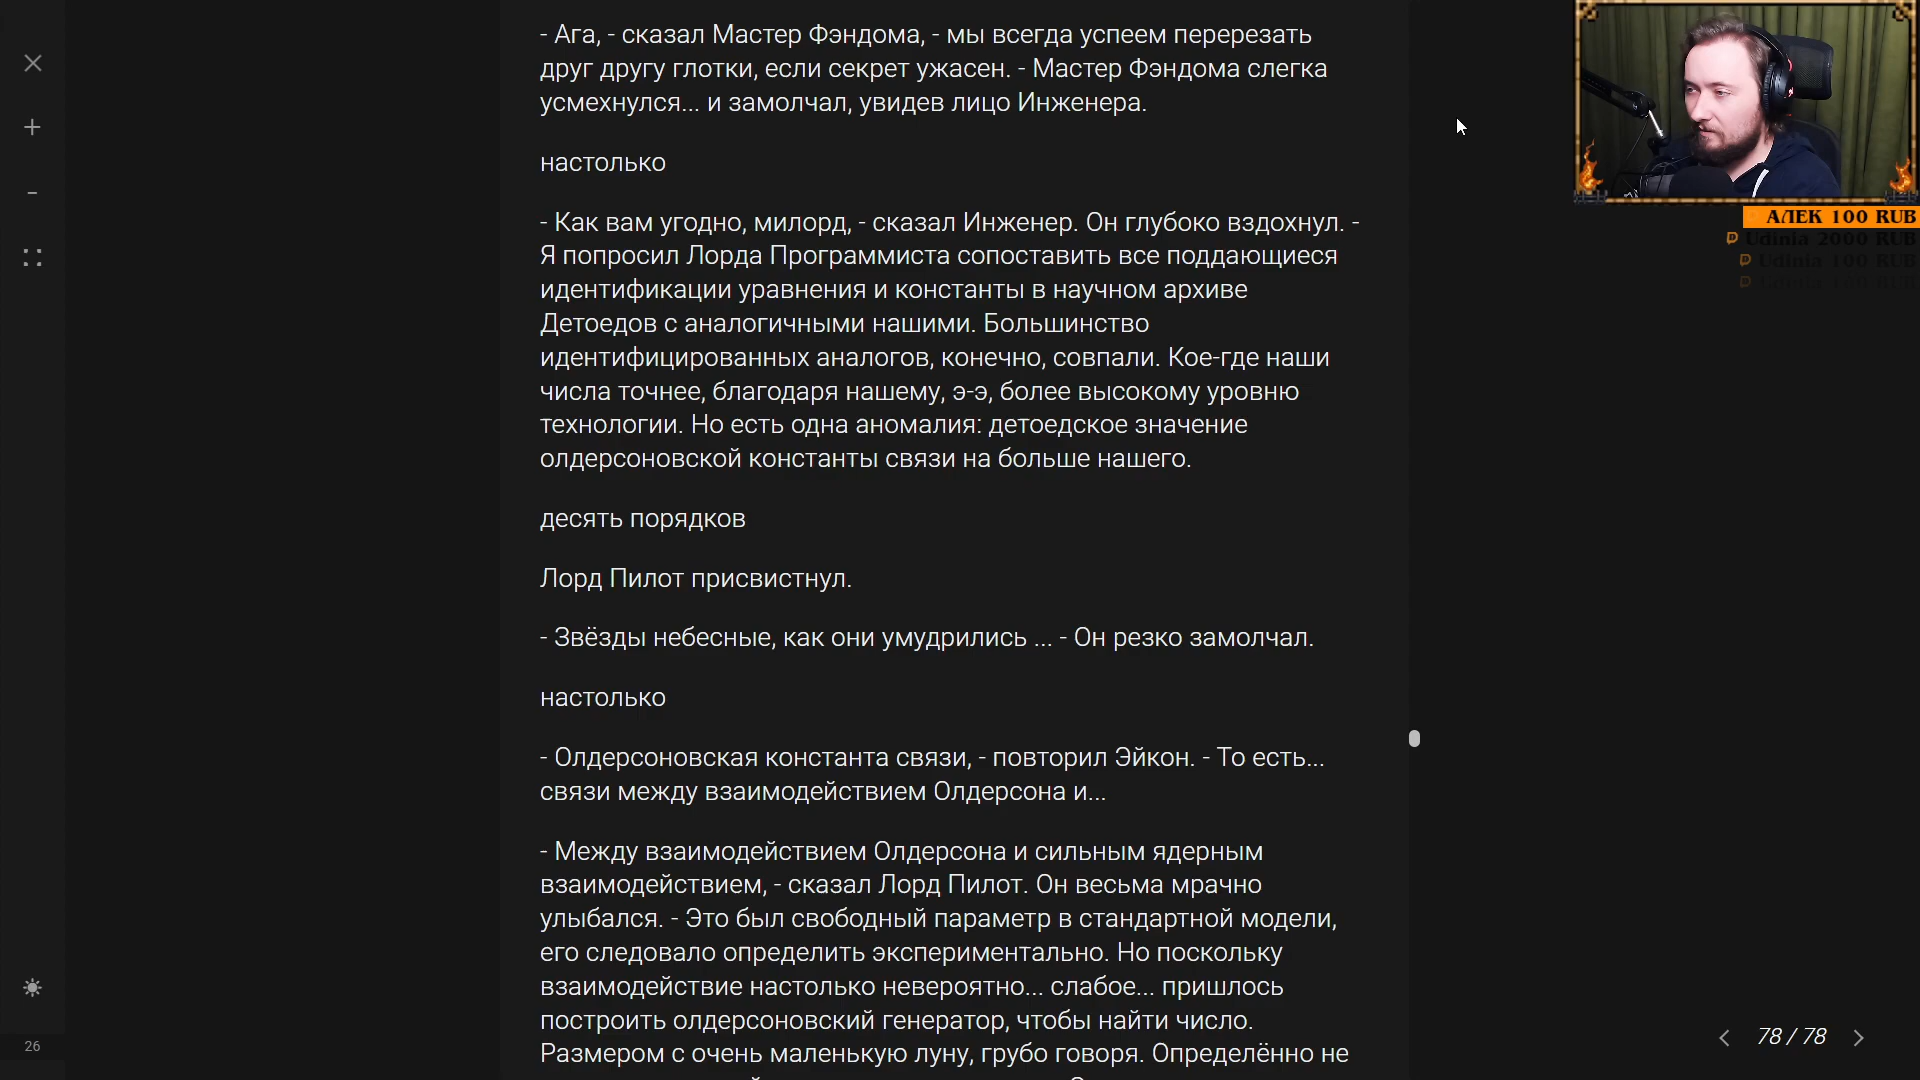 - Ага, - сказал Мастер Фэндома, - мы всегда успеем перерезать
друг другу глотки, если секрет ужасен. - Мастер Фэндома слегка
усмехнулся... и замолчал, увидев лицо Инженера.
настолько
- Как вам угодно, милорд, - сказал Инженер. Он глубоко вздохнул. -
Я попросил Лорда Программиста сопоставить все поддающиеся
идентификации уравнения и константы в научном архиве
Детоедов с аналогичными нашими. Большинство
идентифицированных аналогов, конечно, совпали. Кое-где наши
числа точнее, благодаря нашему, э-э, более высокому уровню
технологии. Но есть одна аномалия: детоедское значение
олдерсоновской константы связи на больше нашего.
десять порядков
Лорд Пилот присвистнул.
- Звёзды небесные, как они умудрились ... - Он резко замолчал.
настолько
- Олдерсоновская константа связи, - повторил Эйкон. - То есть...
связи между взаимодействием Олдерсона и...
- Между взаимодействием Олдерсона и сильным ядерным
взаимодействием, - сказал Лорд Пилот. Он весьма мрачно
улыбался. - Это был свободный параметр в стандартной модели,
его следовало определить экспериментально. Но поскольку
взаимодействие настолько невероятно... слабое... пришлось
построить олдерсоновский генератор, чтобы найти число.
Размером с очень маленькую луну, грубо говоря. Определённо не
АЛЕК 100 RUB
Udinia 2000 RUB
Udinia 100 RUB
26
78 / 78